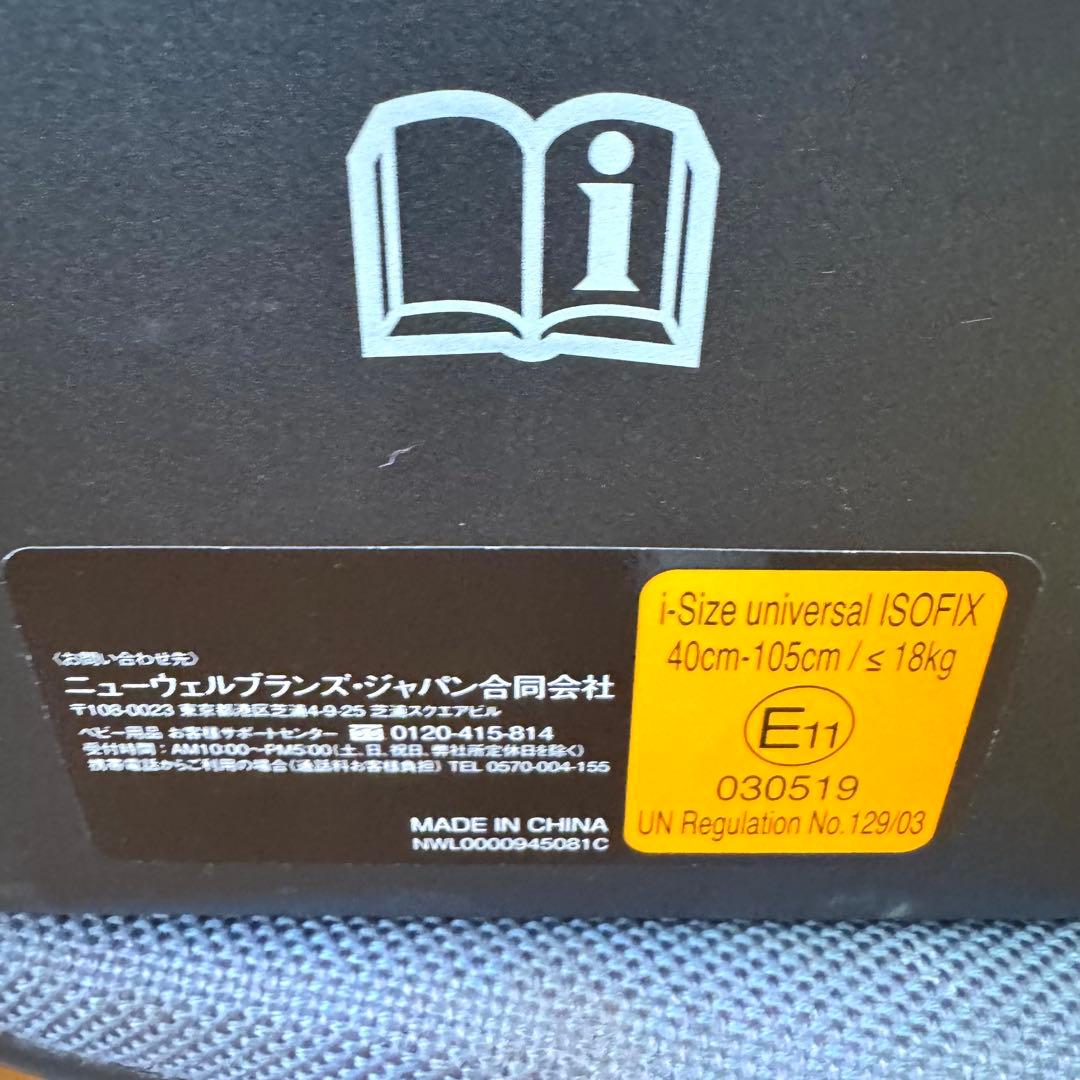 i
《お問い合わせ先》
ニューウェルブランズ・ジャパン合同会社
〒108-0023 東京都港区芝浦4-9-25 芝浦スクエアビル
ベビー用品 お客様サポートセンター 0120-415-814
受付時間：AM10:00〜PM5:00(土、日、祝日、弊社所定休日を除く)
携帯電話からご利用の場合(通話料お客様負担) TEL 0570-004-155
MADE IN CHINA
NWL0000945081C
i-Size universal ISOFIX
40cm-105cm / ≤ 18kg
E11
030519
UN Regulation No. 129/03